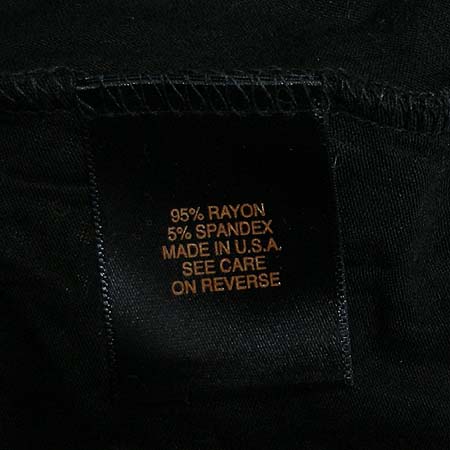 95% RAYON
5% SPANDEX
MADE IN U.S.A.
SEE CARE
ON REVERSE